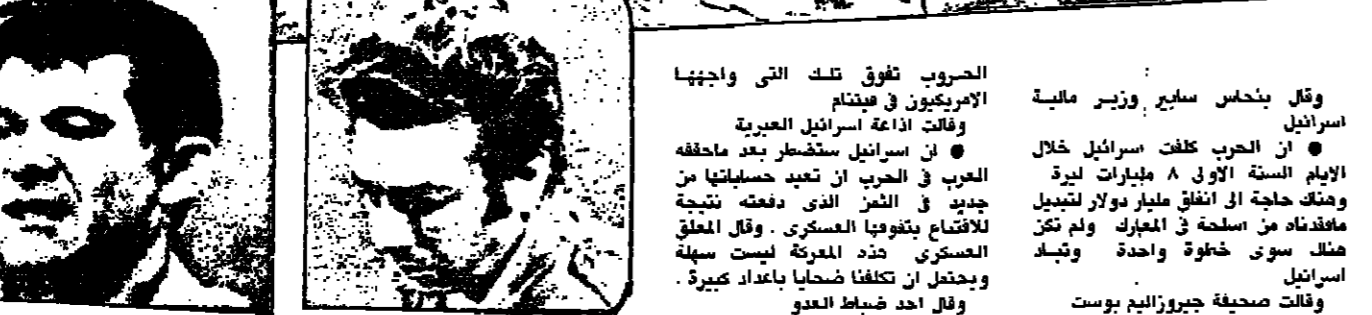 وقال بنحاس سابير وزير مالية
اسرائيل
● ان الحرب كلفت اسرائيل خلال
الايام الستة الاولى ٨ مليارات ليرة
وهناك حاجة الى انفاق مليار دولار لتبديل
مافقدناه من اسلحة في المعارك ولم تكن
هناك سوى خطوة واحدة وتباد
اسرائيل
وقالت صحيفة جيروزاليم بوست
الحروب تفوق تلك التى واجهها
الامريكيون في فيتنام
وقالت اذاعة اسرائيل العبرية
● ان اسرائيل ستضطر بعد ماحققه
العرب في الحرب ان تعيد حساباتها من
جديد في الثمن الذى دفعته نتيجة
للاقتناع بتفوقها العسكرى . وقال المعلق
العسكرى هذه المعركة ليست سهلة
ويحتمل ان تكلفنا ضحايا باعداد كبيرة .
وقال احد ضباط العدو